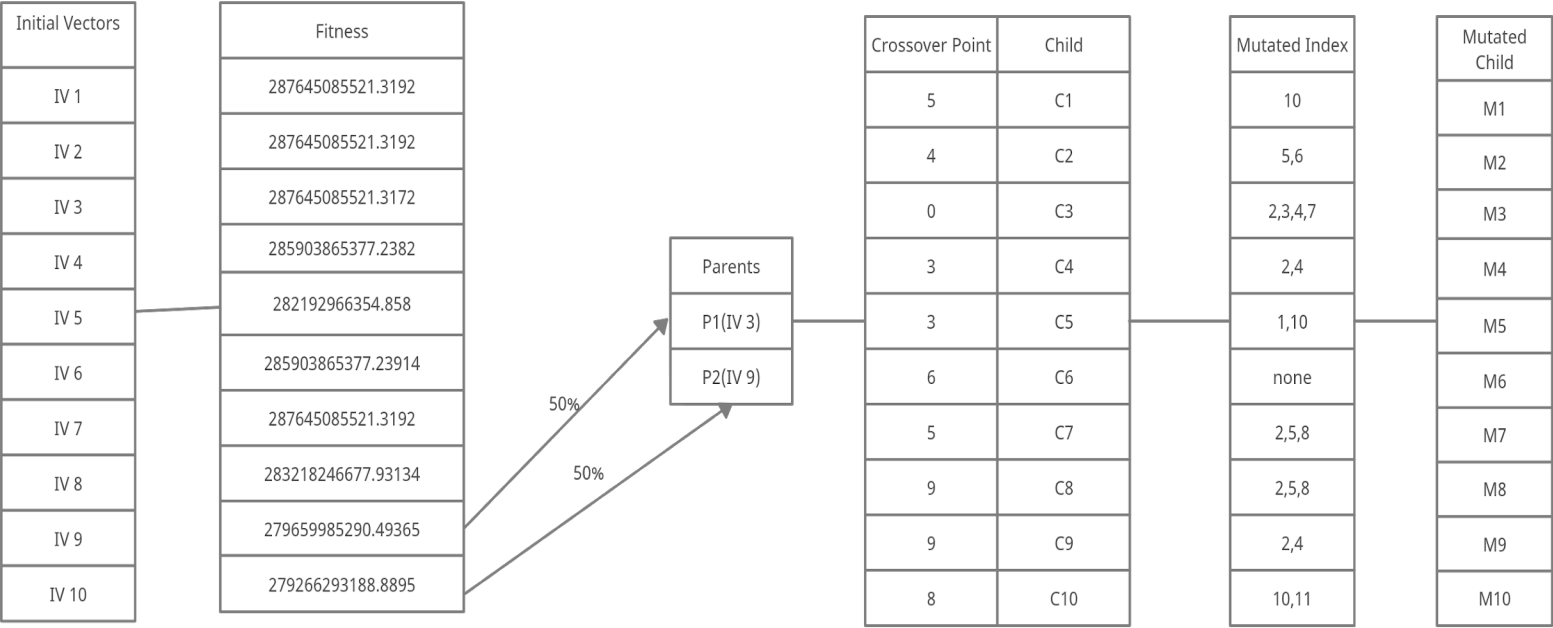 Initial Vectors
IV 1
IV 2
IV 3
IV 4
IV 5
IV 6
IV 7
IV 8
IV 9
IV 10
Fitness
287645085521.3192
287645085521.3192
287645085521.3172
285903865377.2382
282192966354.858
285903865377.23914
287645085521.3192
283218246677.93134
279659985290.49365
279266293188.8895
50%
50%
Parents
P1(IV 3)
P2(IV 9)
Crossover Point Child
5 C1
4 C2
0 C3
3 C4
3 C5
6 C6
5 C7
9 C8
9 C9
8 C10
Mutated Index
10
5,6
2,3,4,7
2,4
1,10
none
2,5,8
2,5,8
2,4
10,11
Mutated
Child
M1
M2
M3
M4
M5
M6
M7
M8
M9
M10